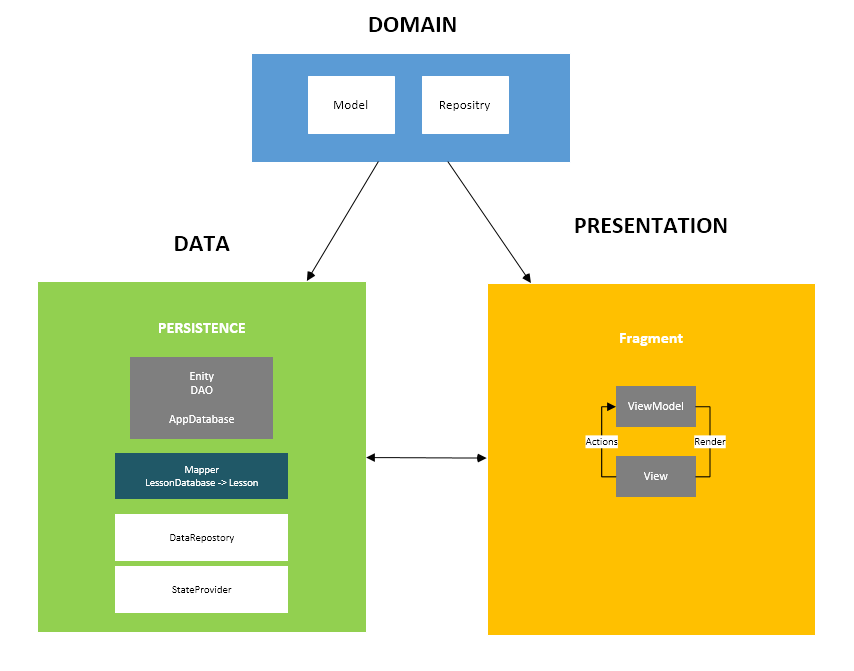 DOMAIN
Model
Repositry
DATA
PRESENTATION
PERSISTENCE
Enity
DAO
AppDatabase
Mapper
LessonDatabase -> Lesson
DataRepostory
StateProvider
Fragment
ViewModel
Actions
Render
View